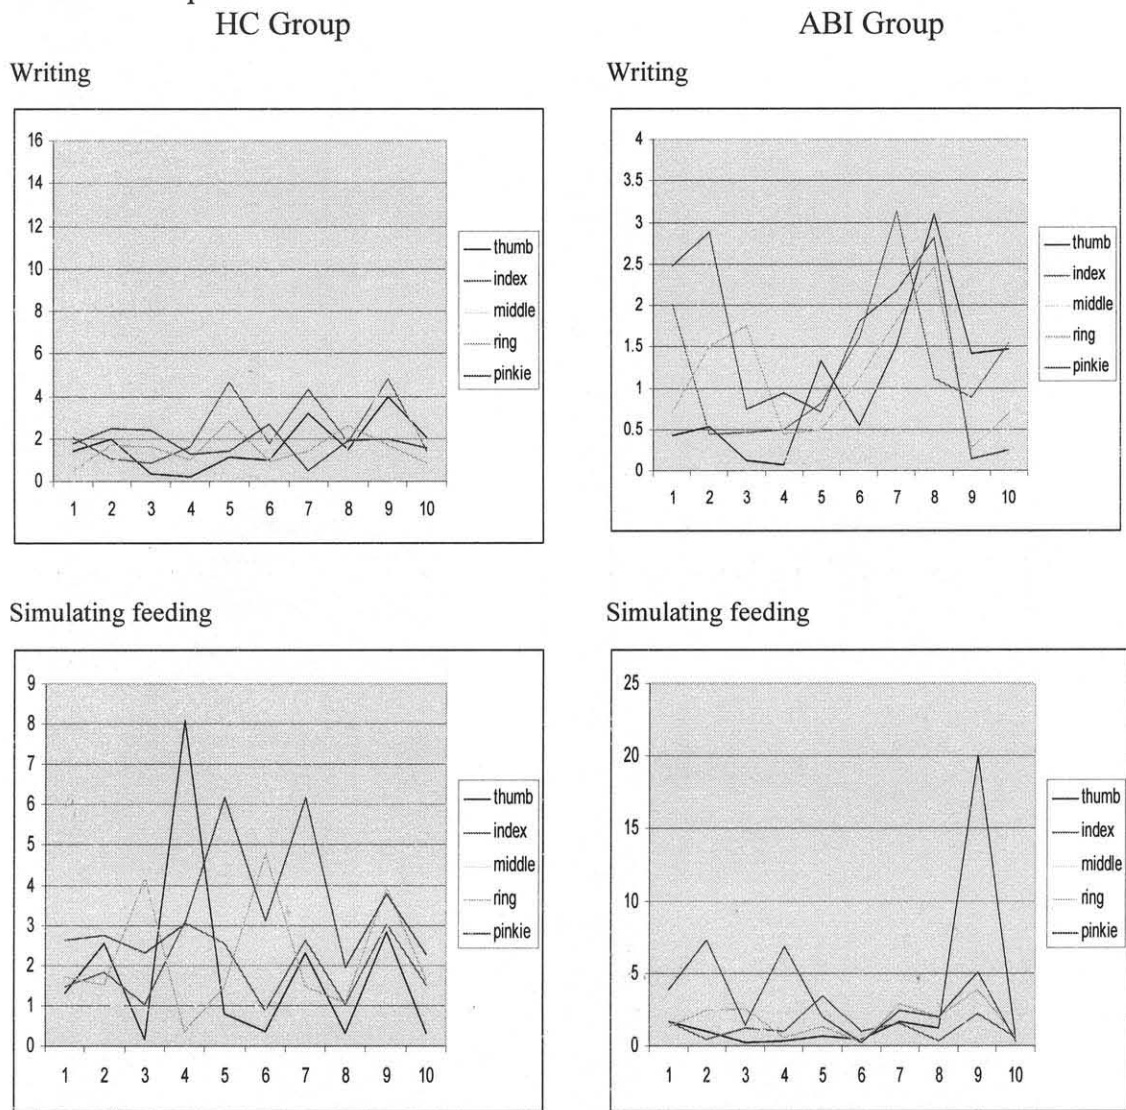 HC Group
ABI Group
Writing
16
14
12
10
8
6
4
2
0
1 2 3 4 5 6 7 8 9 10
thumb
index
middle
ring
pinkie
Writing
4
3.5
3
2.5
2
1.5
1
0.5
0
1 2 3 4 5 6 7 8 9 10
thumb
index
middle
ring
pinkie
Simulating feeding
9
8
7
6
5
4
3
2
1
0
1 2 3 4 5 6 7 8 9 10
thumb
index
middle
ring
pinkie
Simulating feeding
25
20
15
10
5
0
1 2 3 4 5 6 7 8 9 10
thumb
index
middle
ring
pinkie